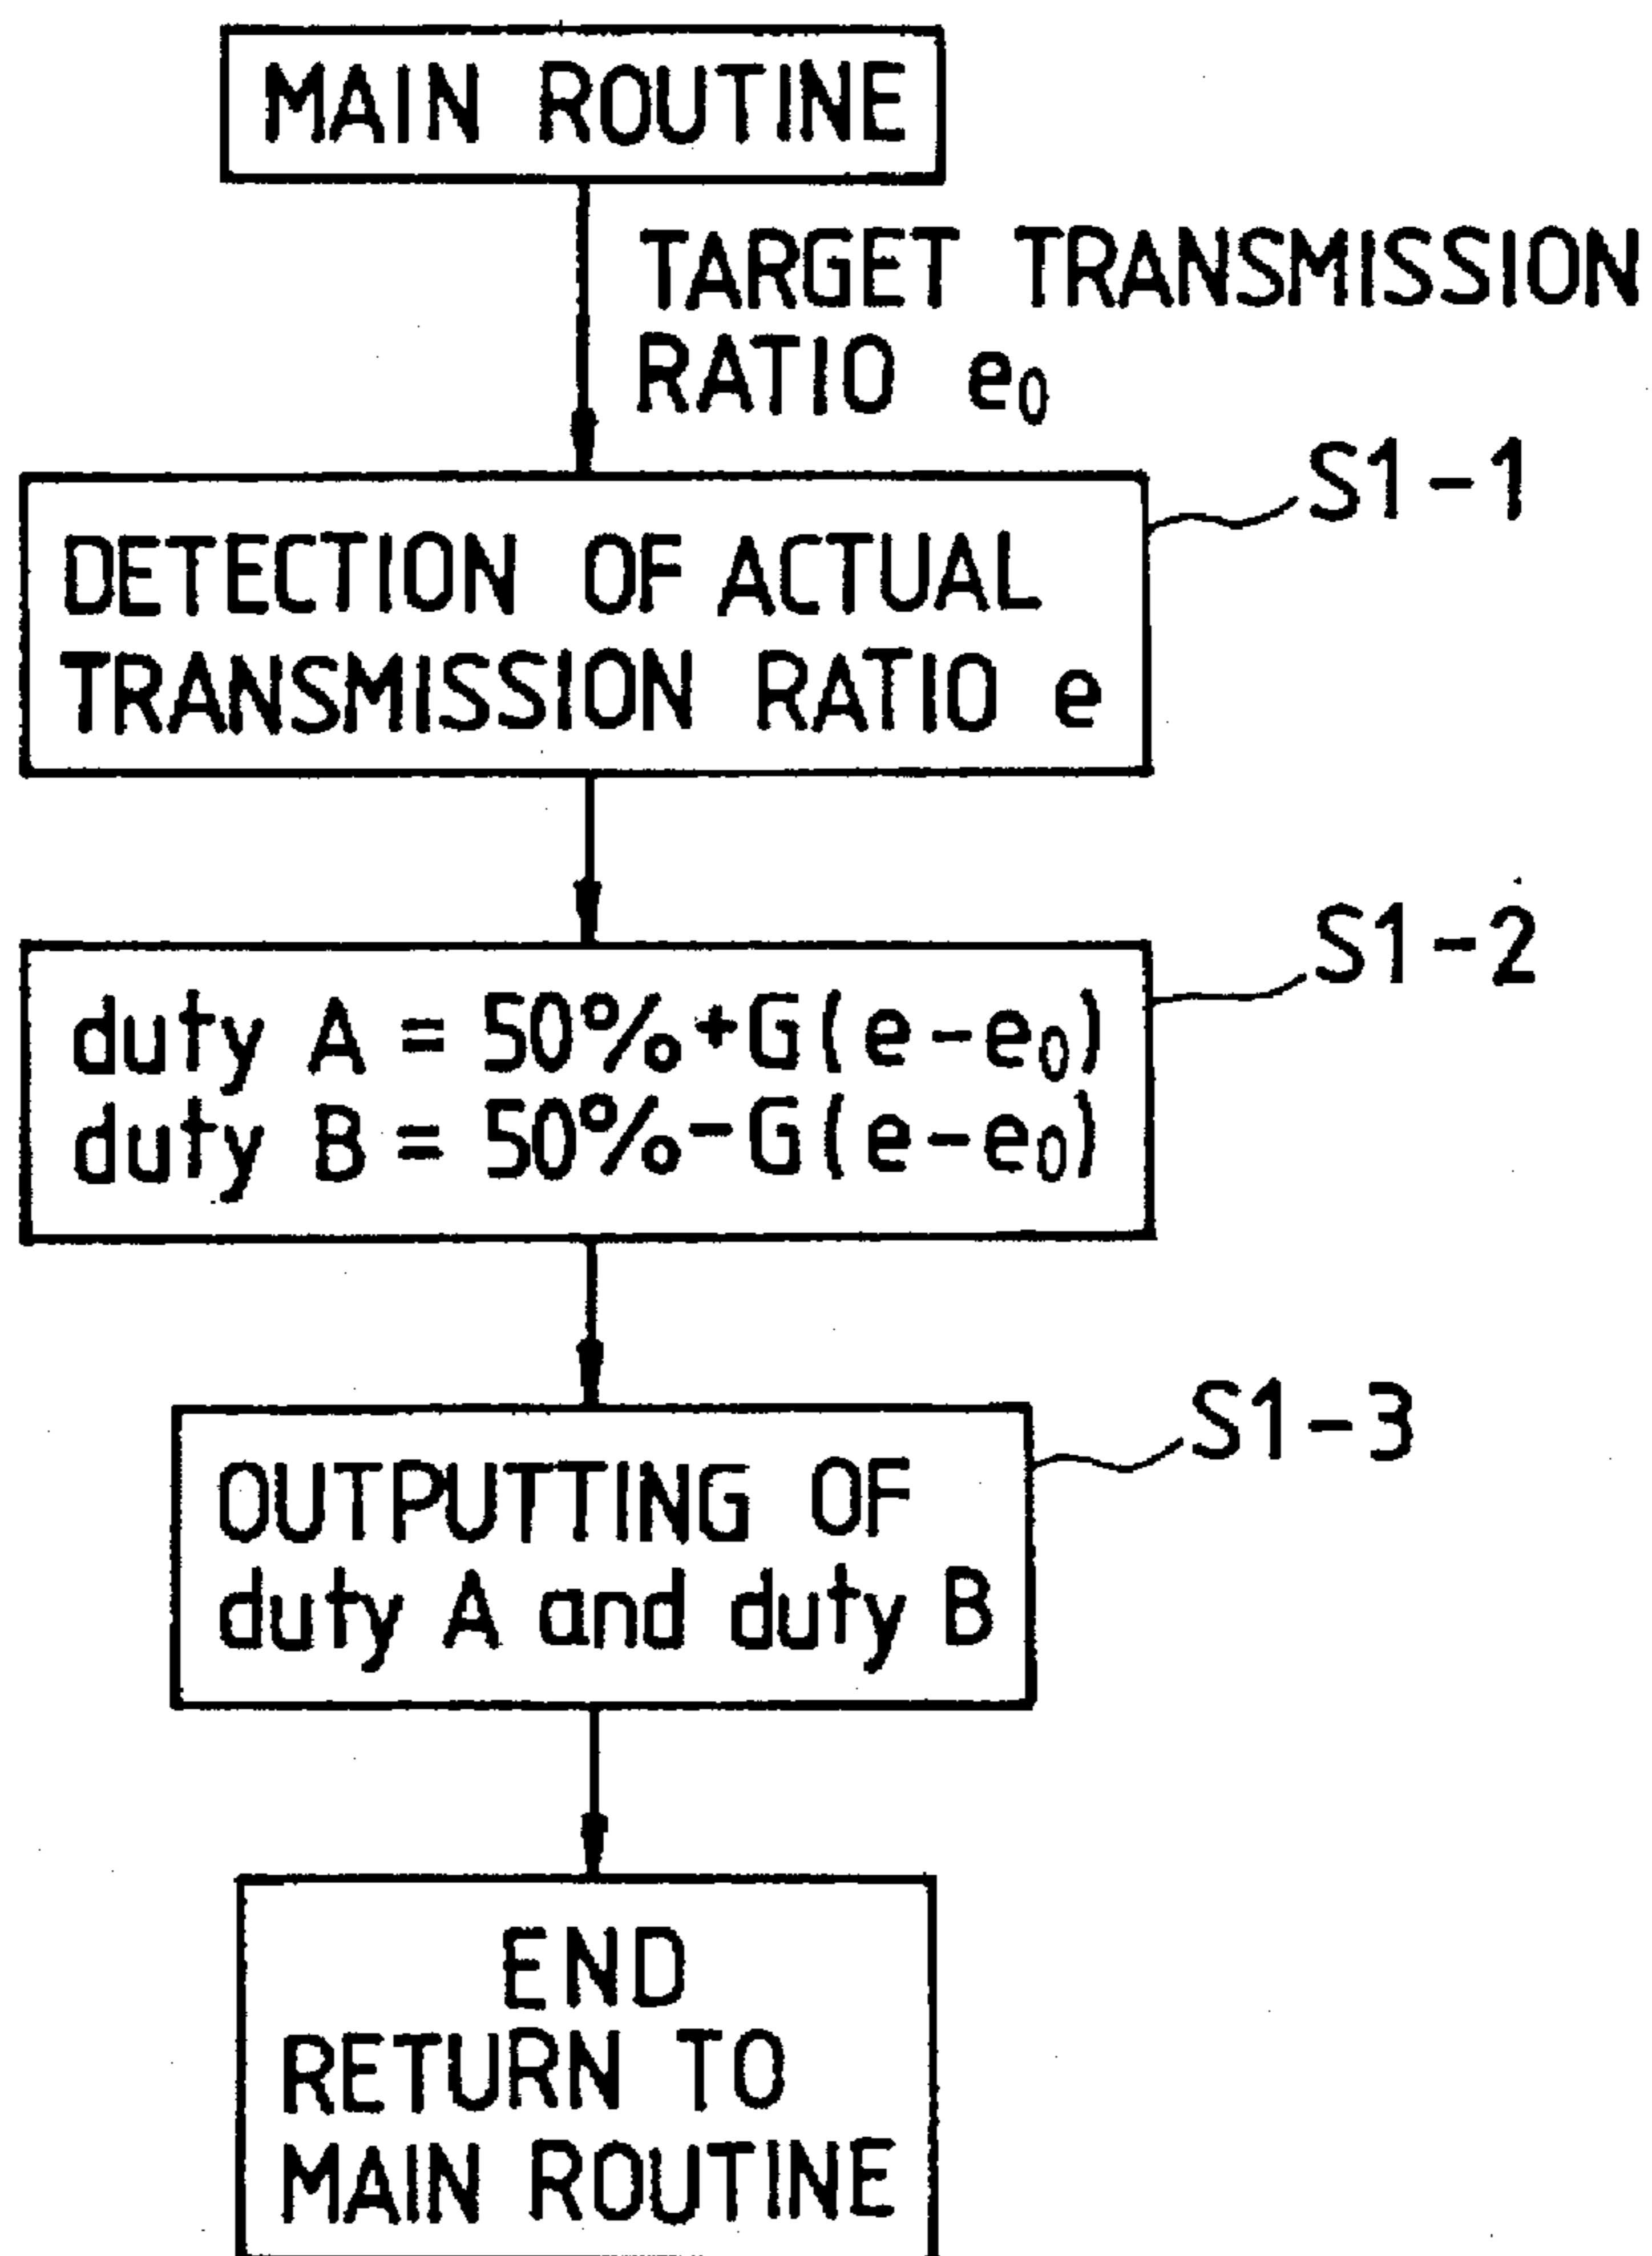 MAIN ROUTINE
TARGET TRANSMISSION
RATIO e₀
S1-1
DETECTION OF ACTUAL
TRANSMISSION RATIO e
S1-2
duty A = 50%+G(e-e₀)
duty B = 50%-G(e-e₀)
S1-3
OUTPUTTING OF
duty A and duty B
END
RETURN TO
MAIN ROUTINE